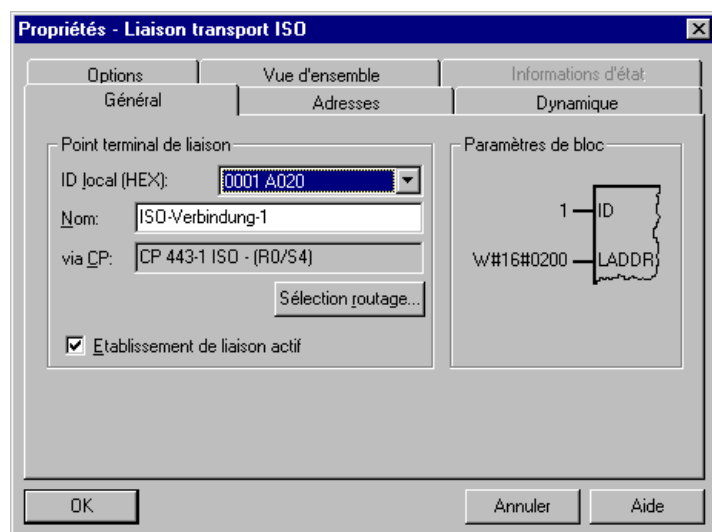 Propriétés - Liaison transport ISO
Options Vue d'ensemble Informations d'état
Général Adresses Dynamique
Point terminal de liaison
ID local (HEX): 0001 A020
Nom: ISO-Verbindung-1
via CP: CP 443-1 ISO - (R0/S4)
Sélection routage...
Etablissement de liaison actif
Paramètres de bloc
1 ID
W#16#0200 LADDR
OK Annuler Aide